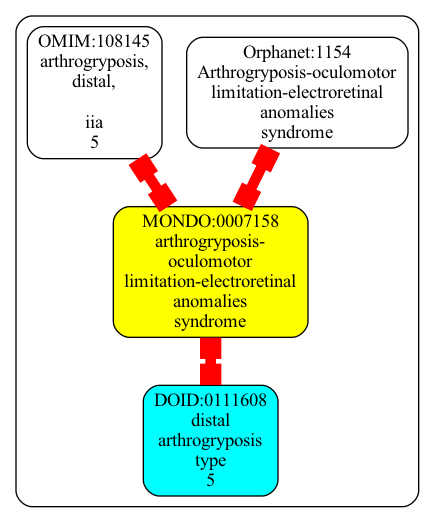 OMIM:108145
arthrogryposis,
distal,
iia
5
Orphanet:1154
Arthrogryposis-oculomotor
limitation-electroretinal
anomalies
syndrome
MONDO:0007158
arthrogryposis-
oculomotor
limitation-electroretinal
anomalies
syndrome
DOID:0111608
distal
arthrogryposis
type
5